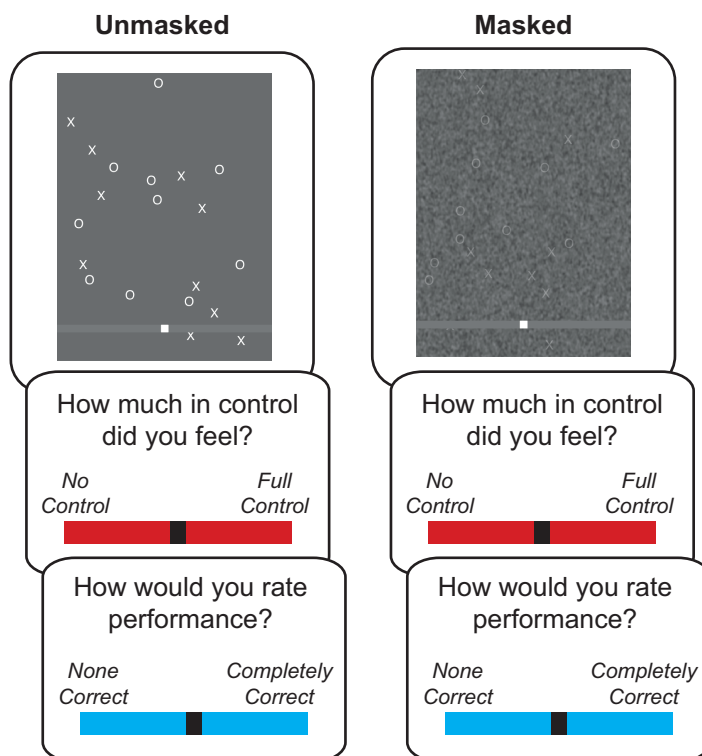 Unmasked
Masked
O
X
X
O
O
X
O
X
O
X
O
X
O
O
O
X
O
X
X
X
X
X
O
X
O
O
O
O
O
O
X
X
O
O
X
X
X
X
How much in control
did you feel?
No
Control
Full
Control
How would you rate
performance?
None
Correct
Completely
Correct
How much in control
did you feel?
No
Control
Full
Control
How would you rate
performance?
None
Correct
Completely
Correct